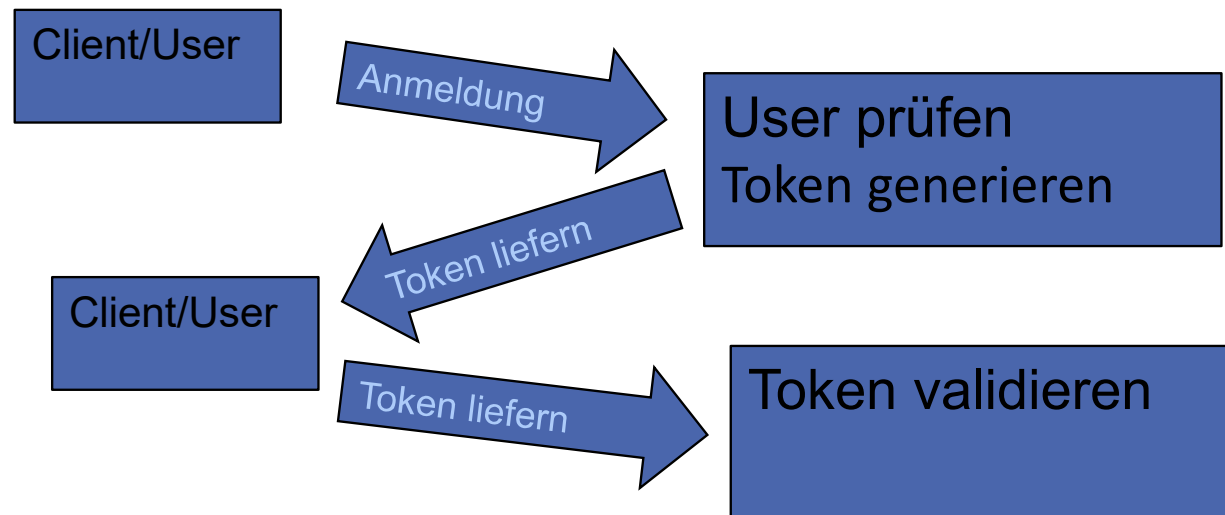 Client/User
Anmeldung
User prüfen
Token generieren
Token liefern
Client/User
Token liefern
Token validieren